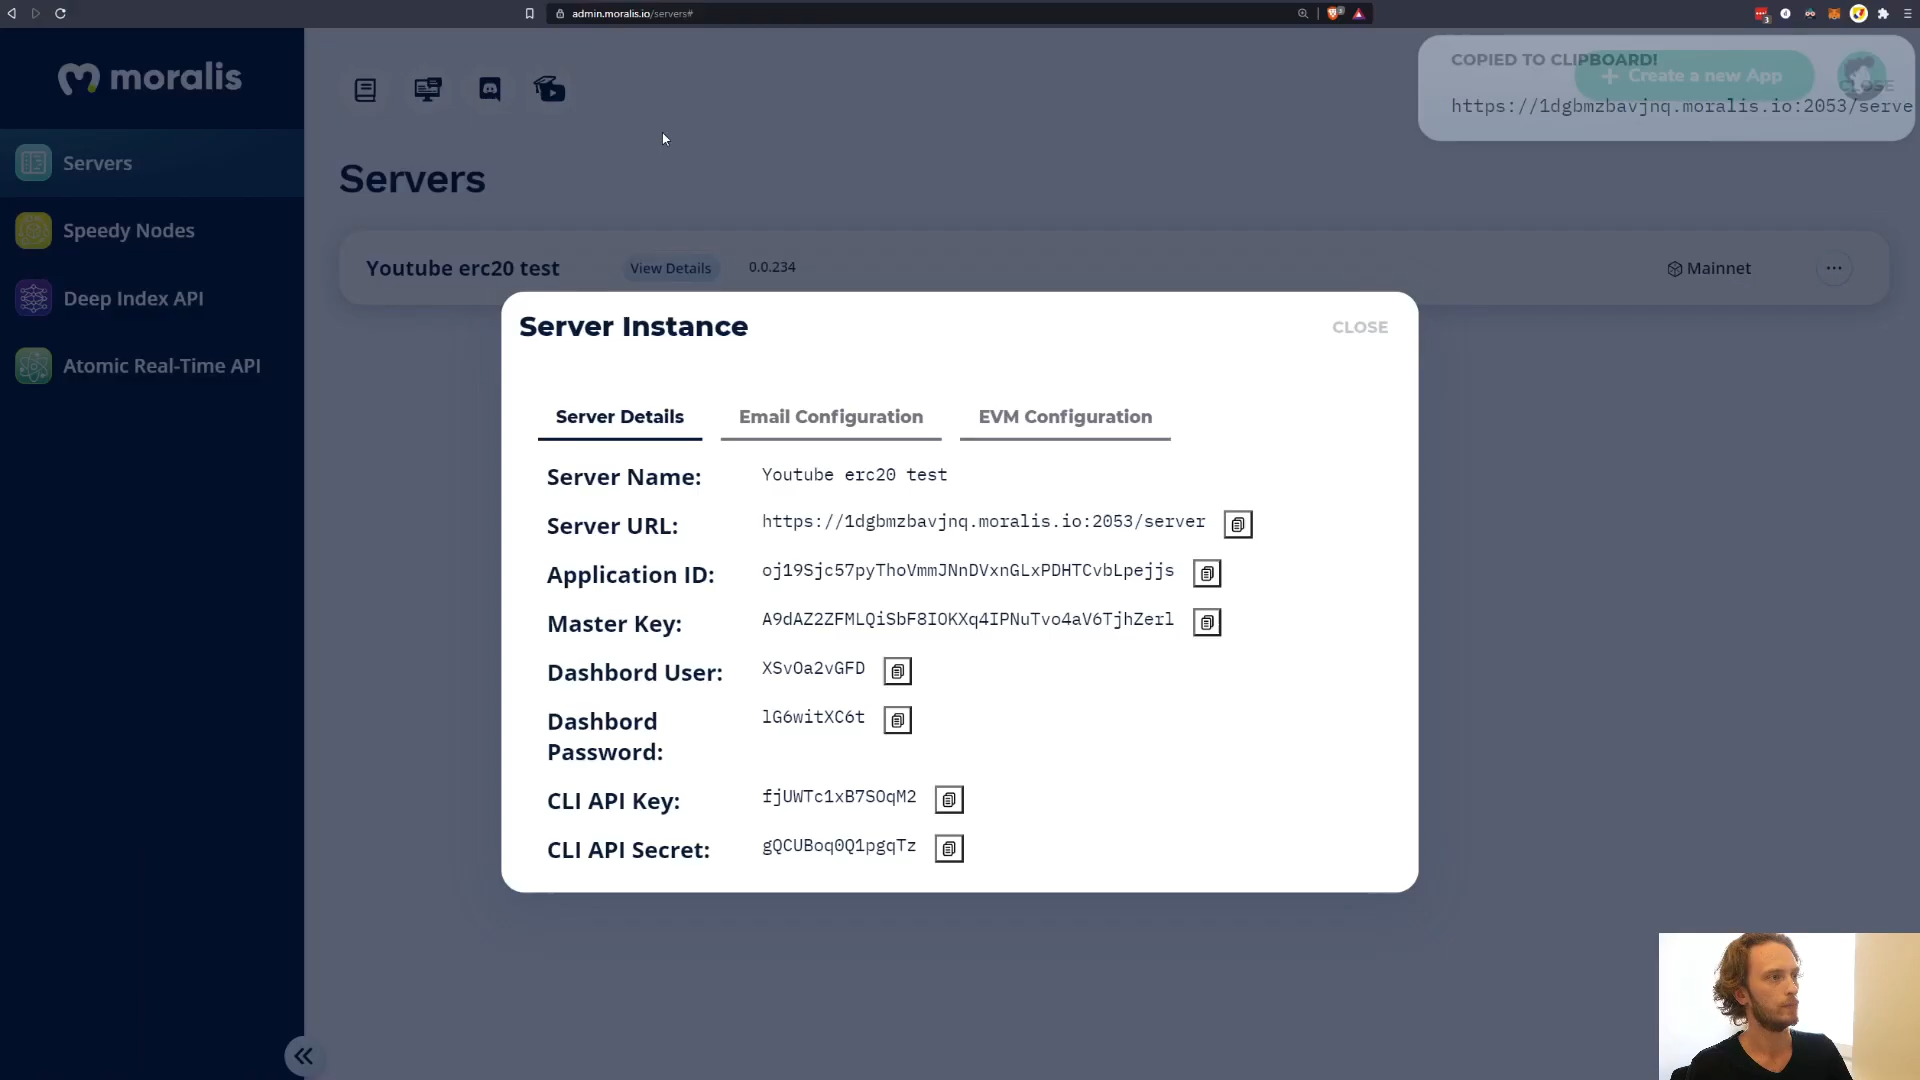 admin.moralis.io/servers#
moralis
Servers
Speedy Nodes
Deep Index API
Atomic Real-Time API
COPIED TO CLIPBOARD!
+ Create a new App
CLOSE
https://1dgbmzbavjnq.moralis.io:2053/serve
Servers
Youtube erc20 test
View Details
0.0.234
Mainnet
Server Instance
CLOSE
Server Details
Email Configuration
EVM Configuration
Server Name: Youtube erc20 test
Server URL: https://1dgbmzbavjnq.moralis.io:2053/server
Application ID: oj19Sjc57pyThoVmmJNnDVxnGLxPDHTCvbLpejjs
Master Key: A9dAZ2ZFMLQiSbF8IOKXq4IPNuTvo4aV6TjhZerl
Dashbord User: XSvOa2vGFD
Dashbord
Password: lG6witXC6t
CLI API Key: fjUWTc1xB7SOqM2
CLI API Secret: gQCUBoq0Q1pgqTz